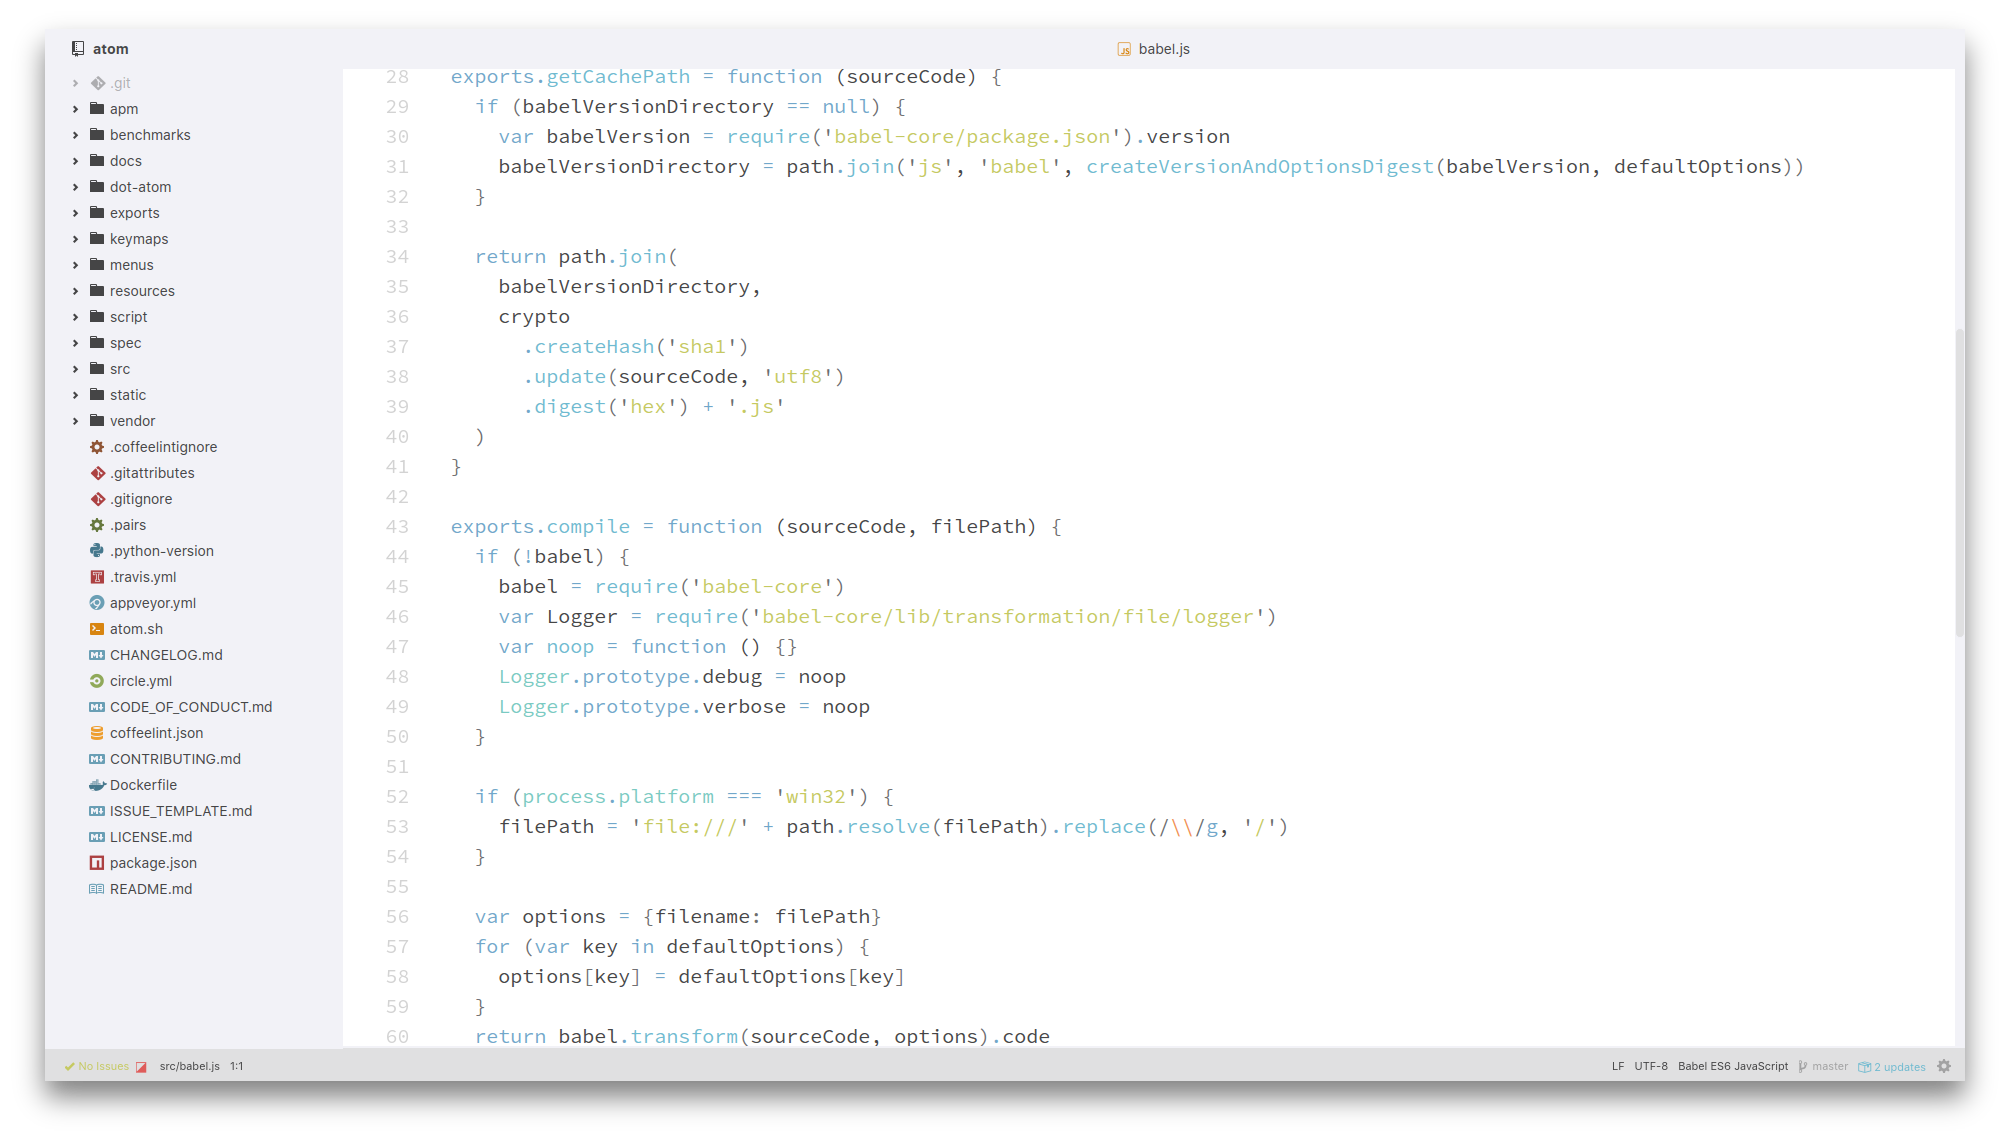 atom
babel.js
.git
apm
benchmarks
docs
dot-atom
exports
keymaps
menus
resources
script
spec
src
static
vendor
.coffeelintignore
.gitattributes
.gitignore
.pairs
.python-version
.travis.yml
appveyor.yml
atom.sh
CHANGELOG.md
circle.yml
CODE_OF_CONDUCT.md
coffeelint.json
CONTRIBUTING.md
Dockerfile
ISSUE_TEMPLATE.md
LICENSE.md
package.json
README.md
28 exports.getCachePath = function (sourceCode) {
29   if (babelVersionDirectory == null) {
30     var babelVersion = require('babel-core/package.json').version
31     babelVersionDirectory = path.join('js', 'babel', createVersionAndOptionsDigest(babelVersion, defaultOptions))
32   }
33
34   return path.join(
35     babelVersionDirectory,
36     crypto
37       .createHash('sha1')
38       .update(sourceCode, 'utf8')
39       .digest('hex') + '.js'
40   )
41 }
42
43 exports.compile = function (sourceCode, filePath) {
44   if (!babel) {
45     babel = require('babel-core')
46     var Logger = require('babel-core/lib/transformation/file/logger')
47     var noop = function () {}
48     Logger.prototype.debug = noop
49     Logger.prototype.verbose = noop
50   }
51
52   if (process.platform === 'win32') {
53     filePath = 'file:///' + path.resolve(filePath).replace(/\\/g, '/')
54   }
55
56   var options = {filename: filePath}
57   for (var key in defaultOptions) {
58     options[key] = defaultOptions[key]
59   }
60   return babel.transform(sourceCode, options).code
No Issues src/babel.js 1:1 LF UTF-8 Babel ES6 JavaScript master 2 updates